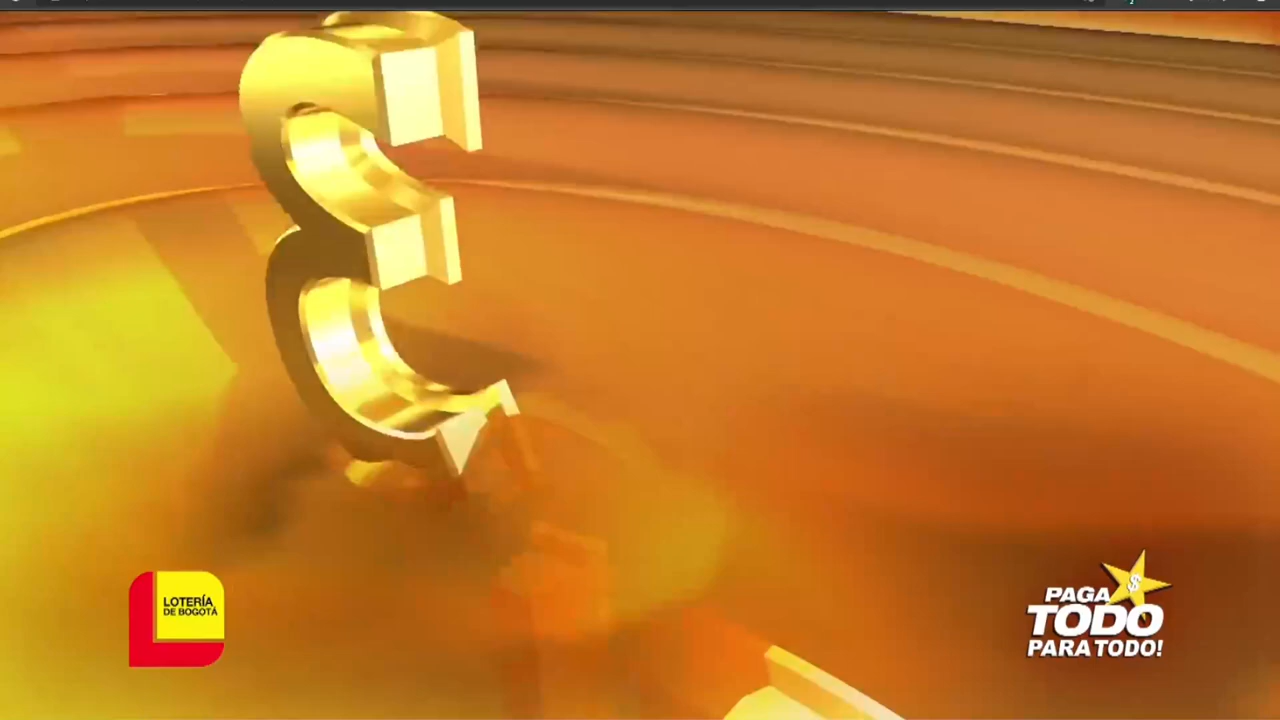 LOTERÍA
DE BOGOTÁ
PAGA
$
TODO
PARA TODO!